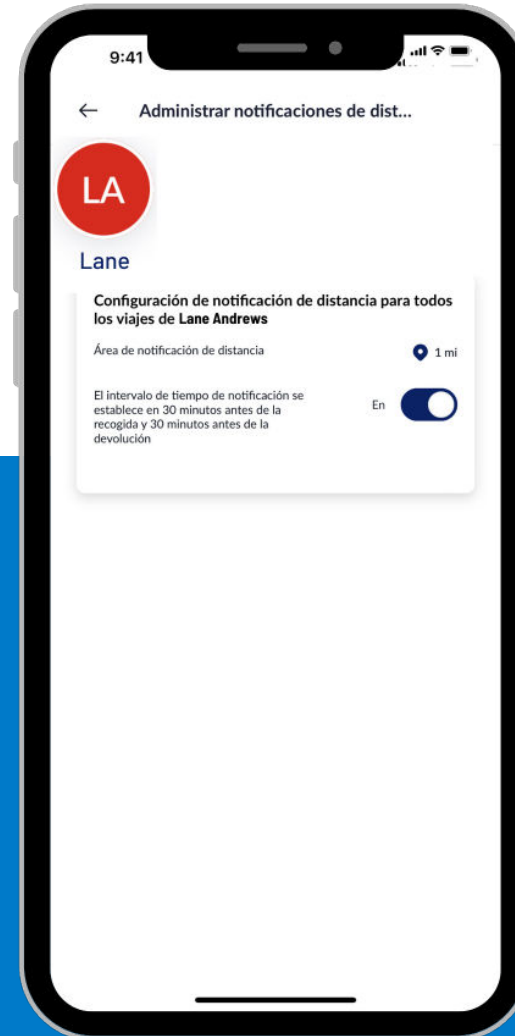 9:41
Administrar notificaciones de dist...
LA
Lane
Configuración de notificación de distancia para todos
los viajes de Lane Andrews
Área de notificación de distancia
1 mi
El intervalo de tiempo de notificación se
establece en 30 minutos antes de la
recogida y 30 minutos antes de la
devolución
En